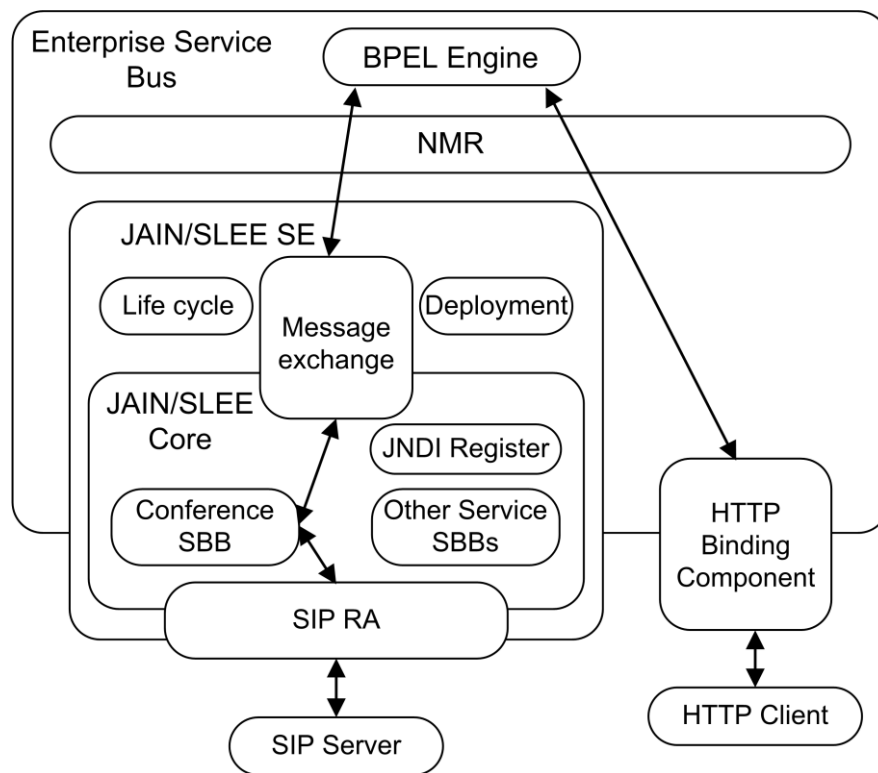 Enterprise Service
Bus
BPEL Engine
NMR
JAIN/SLEE SE
Life cycle
Message
exchange
Deployment
JAIN/SLEE
Core
JNDI Register
Conference
SBB
Other Service
SBBs
HTTP
Binding
Component
SIP RA
SIP Server
HTTP Client